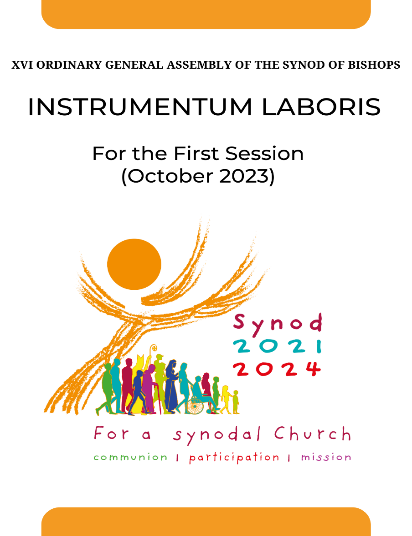 XVI ORDINARY GENERAL ASSEMBLY OF THE SYNOD OF BISHOPS
INSTRUMENTUM LABORIS
For the First Session
(October 2023)
Synod
2021
2024
For a synodal Church
communion | participation | mission